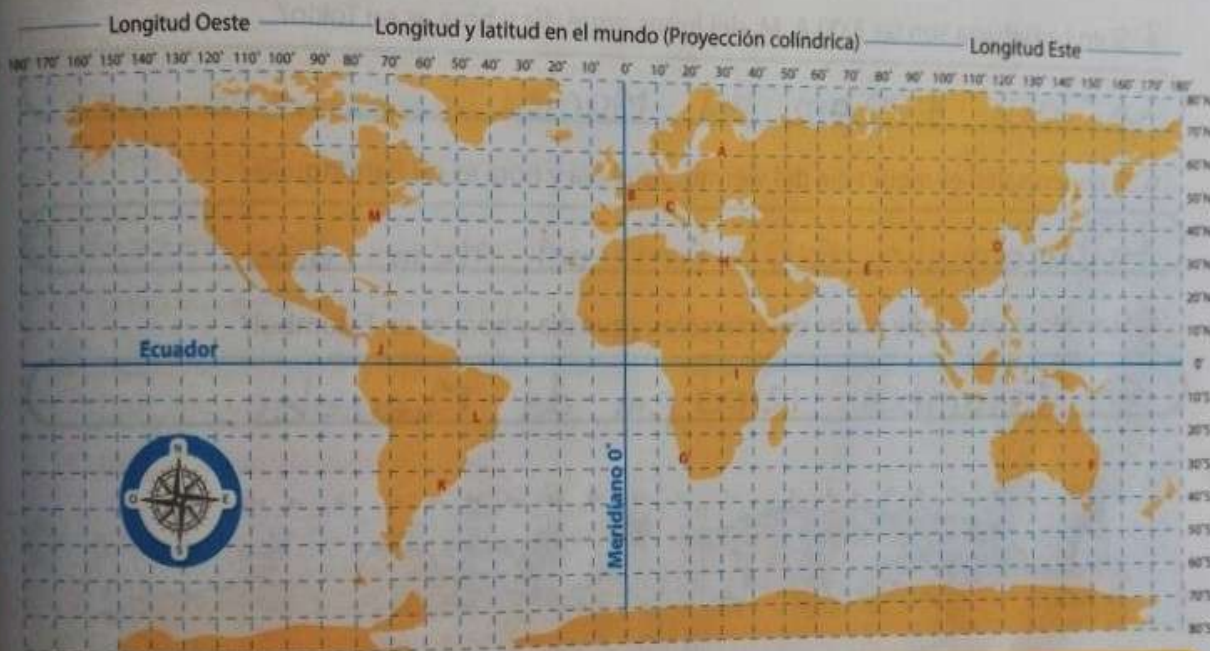 Longitud Oeste
Longitud y latitud en el mundo (Proyección colíndrica)
Longitud Este
180° 170° 160° 150° 140° 130° 120° 110° 100° 90° 80° 70° 60° 50° 40° 30° 20° 10° 0° 10° 20° 30° 40° 50° 60° 70° 80° 90° 100° 110° 120° 130° 140° 150° 160° 170° 180°
80°N
70°N
A
60°N
B
50°N
C
M
40°N
D
H
E
30°N
20°N
10°N
J
Ecuador
0°
I
10°S
L
20°S
G
F
30°S
K
40°S
N
O
E
S
Meridiano 0°
50°S
60°S
70°S
80°S